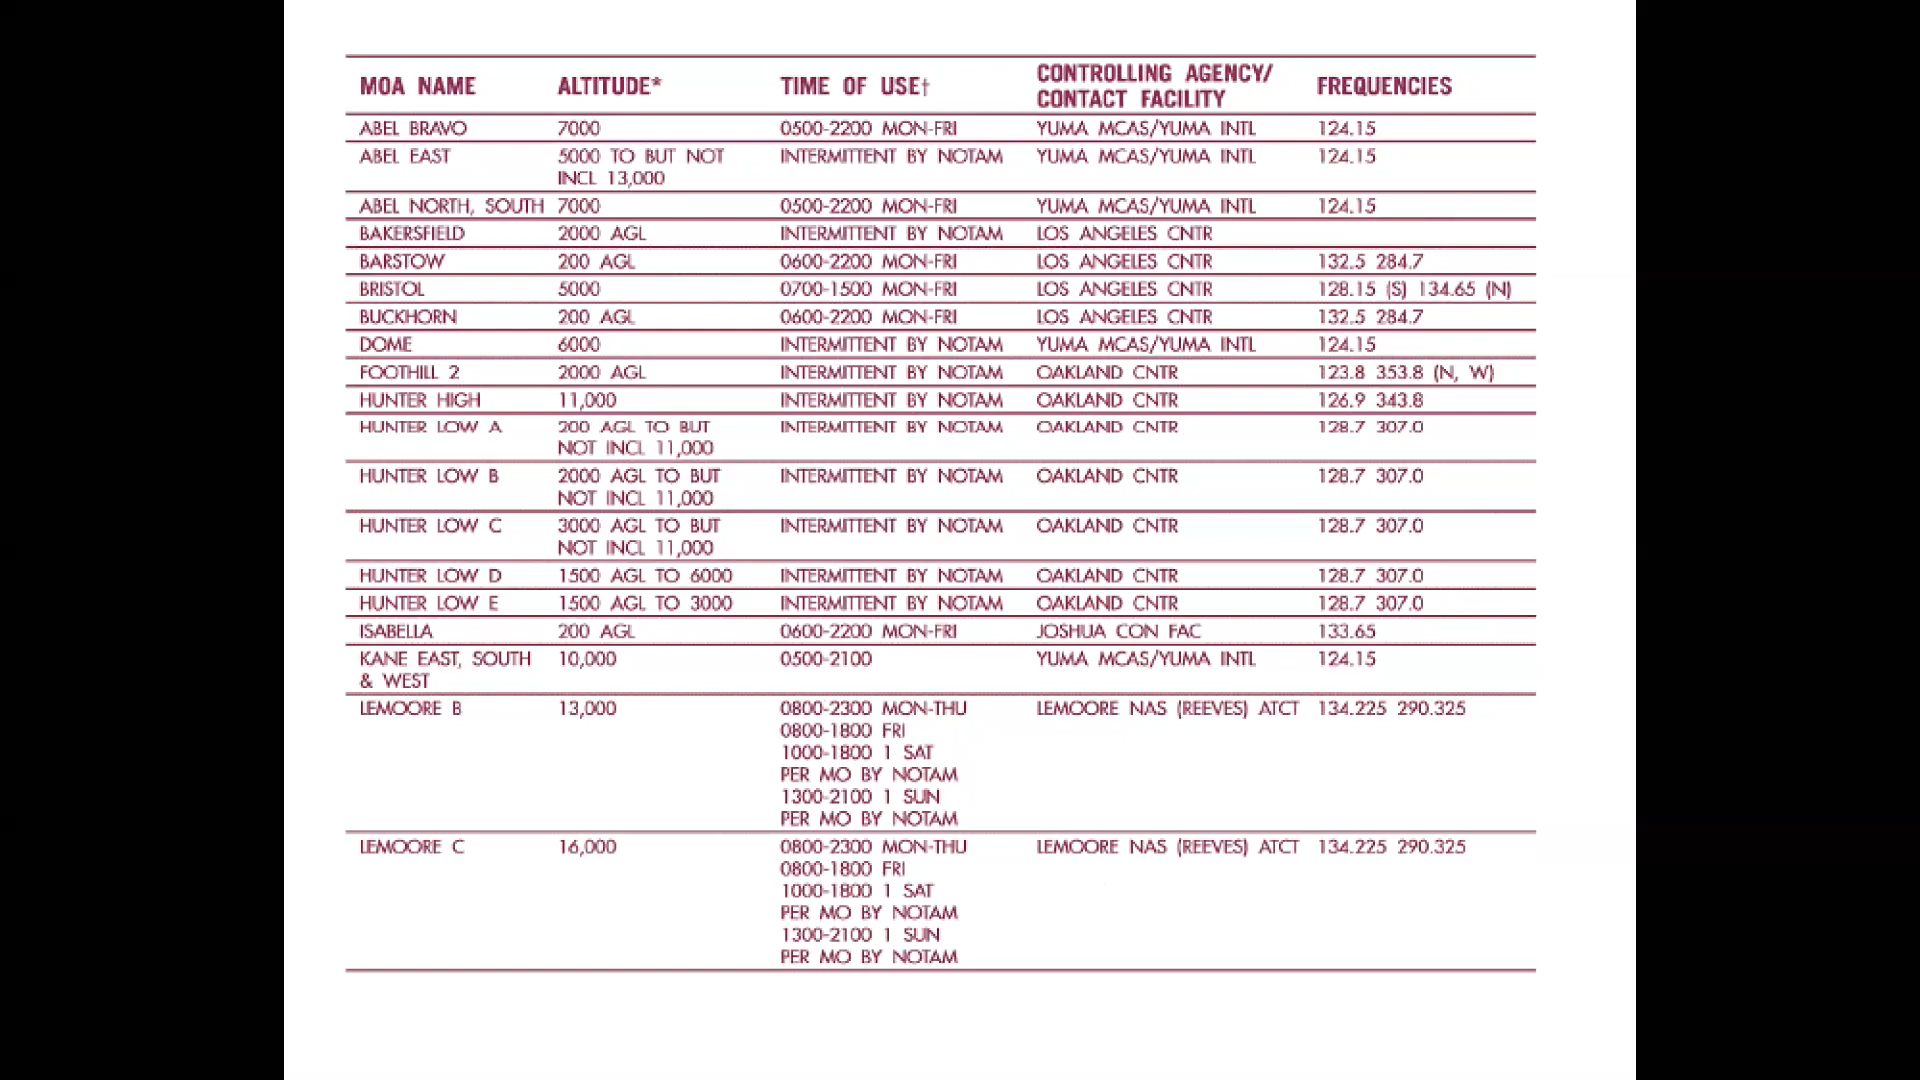 MOA NAME ALTITUDE* TIME OF USE† CONTROLLING AGENCY/ CONTACT FACILITY FREQUENCIES
ABEL BRAVO 7000 0500-2200 MON-FRI YUMA MCAS/YUMA INTL 124.15
ABEL EAST 5000 TO BUT NOT INTERMITTENT BY NOTAM YUMA MCAS/YUMA INTL 124.15
INCL 13,000
ABEL NORTH, SOUTH 7000 0500-2200 MON-FRI YUMA MCAS/YUMA INTL 124.15
BAKERSFIELD 2000 AGL INTERMITTENT BY NOTAM LOS ANGELES CNTR
BARSTOW 200 AGL 0600-2200 MON-FRI LOS ANGELES CNTR 132.5 284.7
BRISTOL 5000 0700-1500 MON-FRI LOS ANGELES CNTR 128.15 (S) 134.65 (N)
BUCKHORN 200 AGL 0600-2200 MON-FRI LOS ANGELES CNTR 132.5 284.7
DOME 6000 INTERMITTENT BY NOTAM YUMA MCAS/YUMA INTL 124.15
FOOTHILL 2 2000 AGL INTERMITTENT BY NOTAM OAKLAND CNTR 123.8 353.8 (N, W)
HUNTER HIGH 11,000 INTERMITTENT BY NOTAM OAKLAND CNTR 126.9 343.8
HUNTER LOW A 200 AGL TO BUT INTERMITTENT BY NOTAM OAKLAND CNTR 128.7 307.0
NOT INCL 11,000
HUNTER LOW B 2000 AGL TO BUT INTERMITTENT BY NOTAM OAKLAND CNTR 128.7 307.0
NOT INCL 11,000
HUNTER LOW C 3000 AGL TO BUT INTERMITTENT BY NOTAM OAKLAND CNTR 128.7 307.0
NOT INCL 11,000
HUNTER LOW D 1500 AGL TO 6000 INTERMITTENT BY NOTAM OAKLAND CNTR 128.7 307.0
HUNTER LOW E 1500 AGL TO 3000 INTERMITTENT BY NOTAM OAKLAND CNTR 128.7 307.0
ISABELLA 200 AGL 0600-2200 MON-FRI JOSHUA CON FAC 133.65
KANE EAST, SOUTH 10,000 0500-2100 YUMA MCAS/YUMA INTL 124.15
& WEST
LEMOORE B 13,000 0800-2300 MON-THU LEMOORE NAS (REEVES) ATCT 134.225 290.325
0800-1800 FRI
1000-1800 1 SAT
PER MO BY NOTAM
1300-2100 1 SUN
PER MO BY NOTAM
LEMOORE C 16,000 0800-2300 MON-THU LEMOORE NAS (REEVES) ATCT 134.225 290.325
0800-1800 FRI
1000-1800 1 SAT
PER MO BY NOTAM
1300-2100 1 SUN
PER MO BY NOTAM